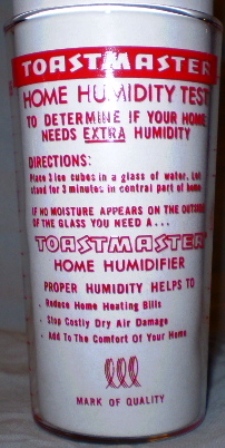 TOASTMASTER
HOME HUMIDITY TEST
TO DETERMINE IF YOUR HOME
NEEDS EXTRA HUMIDITY
DIRECTIONS:
Place 3 ice cubes in a glass of water. Let
stand for 3 minutes in central part of home
IF NO MOISTURE APPEARS ON THE OUTSIDE
OF THE GLASS YOU NEED A...
TOASTMASTER
HOME HUMIDIFIER
PROPER HUMIDITY HELPS TO
· Reduce Home Heating Bills
· Stop Costly Dry Air Damage
· Add To The Comfort Of Your Home
MARK OF QUALITY